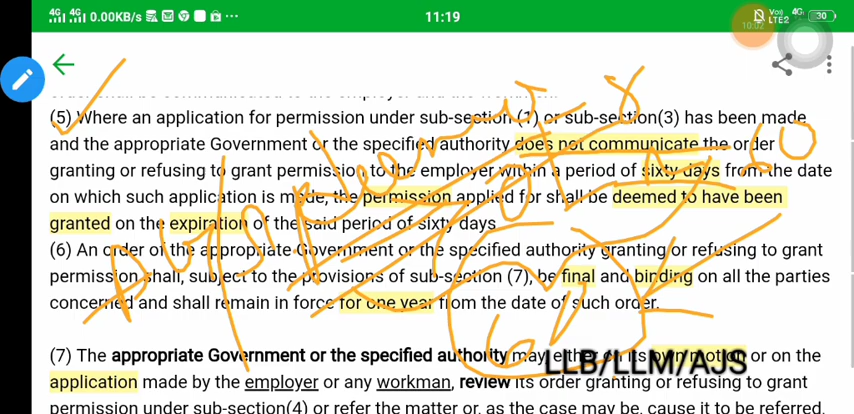 4G 4G 0.00KB/s 11:19 Vo) LTE2 4G 30
10:02
(5) Where an application for permission under sub-section (1) or sub-section(3) has been made
and the appropriate Government or the specified authority does not communicate the order
granting or refusing to grant permission to the employer within a period of sixty days from the date
on which such application is made, the permission applied for shall be deemed to have been
granted on the expiration of the said period of sixty days.
(6) An order of the appropriate Government or the specified authority granting or refusing to grant
permission shall, subject to the provisions of sub-section (7), be final and binding on all the parties
concerned and shall remain in force for one year from the date of such order.
60
60
(7) The appropriate Government or the specified authority may, either on its own motion or on the
LLB/LLM/AJS
application made by the employer or any workman, review its order granting or refusing to grant
permission under sub-section(4) or refer the matter or, as the case may be, cause it to be referred,